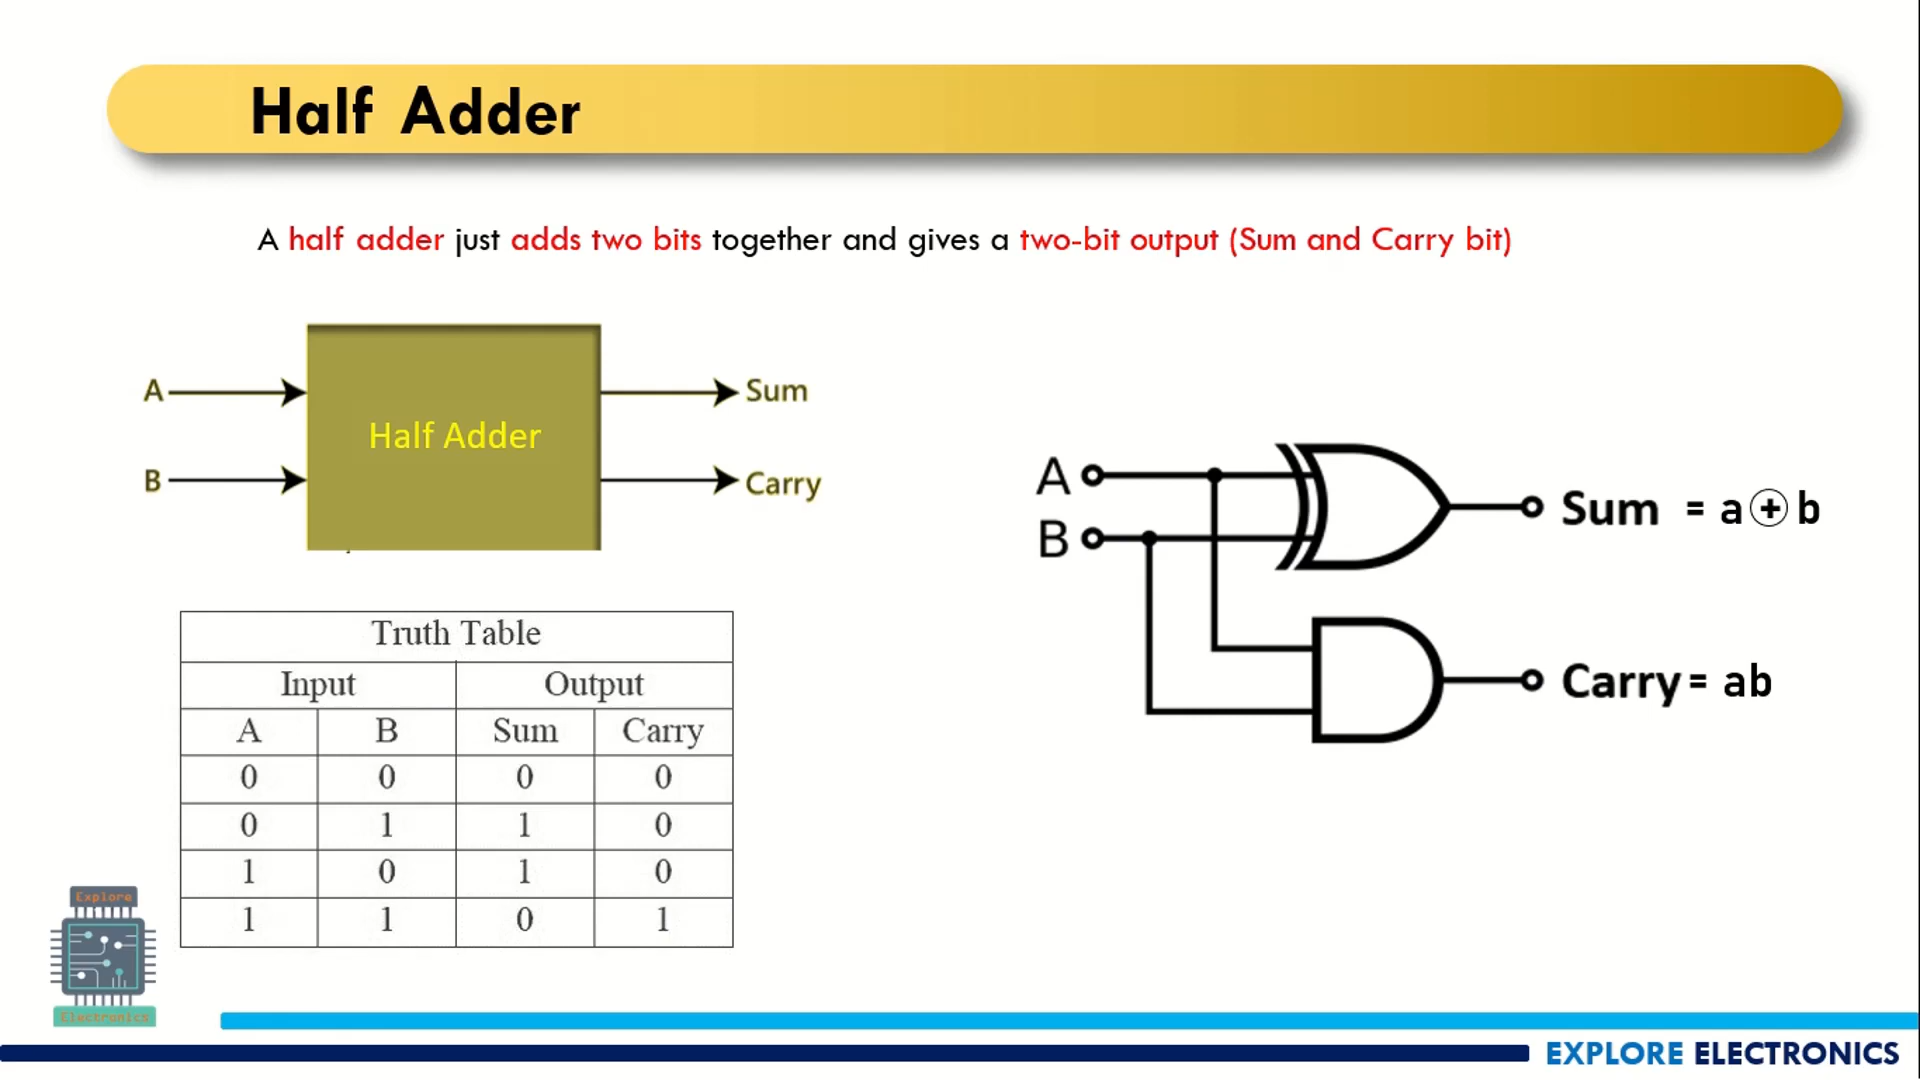 Half Adder
A half adder just adds two bits together and gives a two-bit output (Sum and Carry bit)
A
Sum
Half Adder
B
Carry
A
B
Sum = a ⊕ b
Carry = ab
Truth Table
Input Output
A B Sum Carry
0 0 0 0
0 1 1 0
1 0 1 0
1 1 0 1
Explore
Electronics
EXPLORE ELECTRONICS